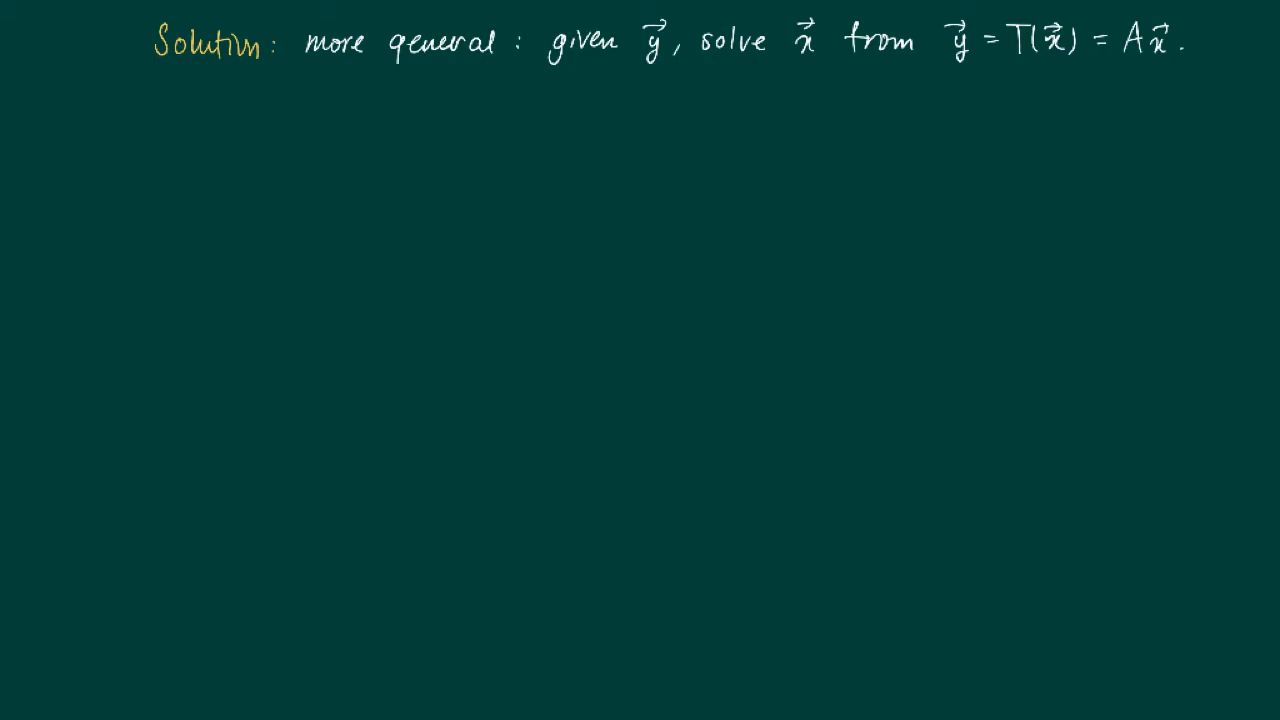 Solution: more general: given y⃗, solve x⃗ from y⃗ = T(x⃗) = Ax⃗.